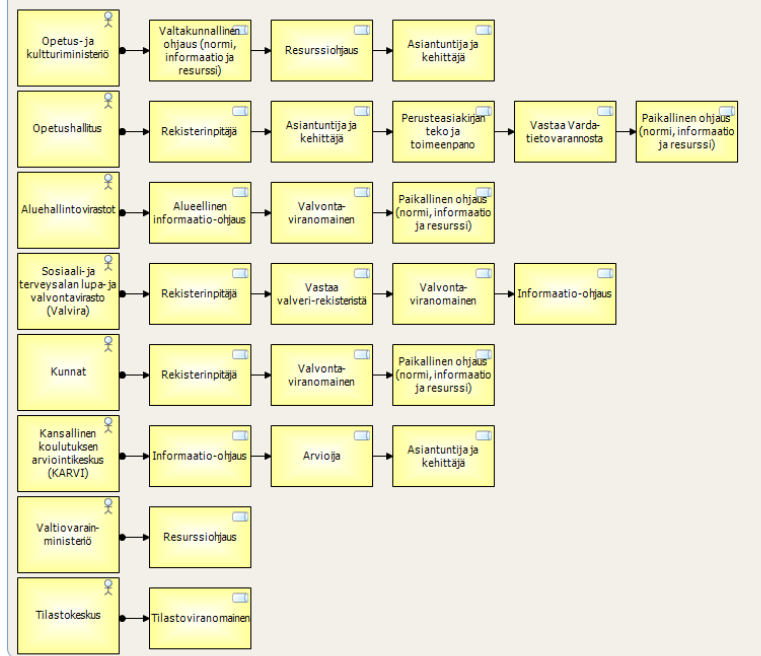 Opetus- ja
kulttuuriministeriö
Valtakunnallinen
ohjaus (normi,
informaatio ja
resurssi)
Resurssiohjaus
Asiantuntija ja
kehittäjä
Opetushallitus
Rekisterinpitäjä
Asiantuntija ja
kehittäjä
Perusteasiakirjan
teko ja
toimeenpano
Vastaa Varda-
tietovarannosta
Paikallinen ohjaus
(normi, informaatio
ja resurssi)
Aluehallintovirastot
Alueellinen
informaatio-ohjaus
Valvonta-
viranomainen
Paikallinen ohjaus
(normi, informaatio
ja resurssi)
Sosiaali- ja
terveysalan lupa- ja
valvontavirasto
(Valvira)
Rekisterinpitäjä
Vastaa
valveri-rekisteristä
Valvonta-
viranomainen
Informaatio-ohjaus
Kunnat
Rekisterinpitäjä
Valvonta-
viranomainen
Paikallinen ohjaus
(normi, informaatio
ja resurssi)
Kansallinen
koulutuksen
arviointikeskus
(KARVI)
Informaatio-ohjaus
Arvioija
Asiantuntija ja
kehittäjä
Valtiovarain-
ministeriö
Resurssiohjaus
Tilastokeskus
Tilastoviranomainen